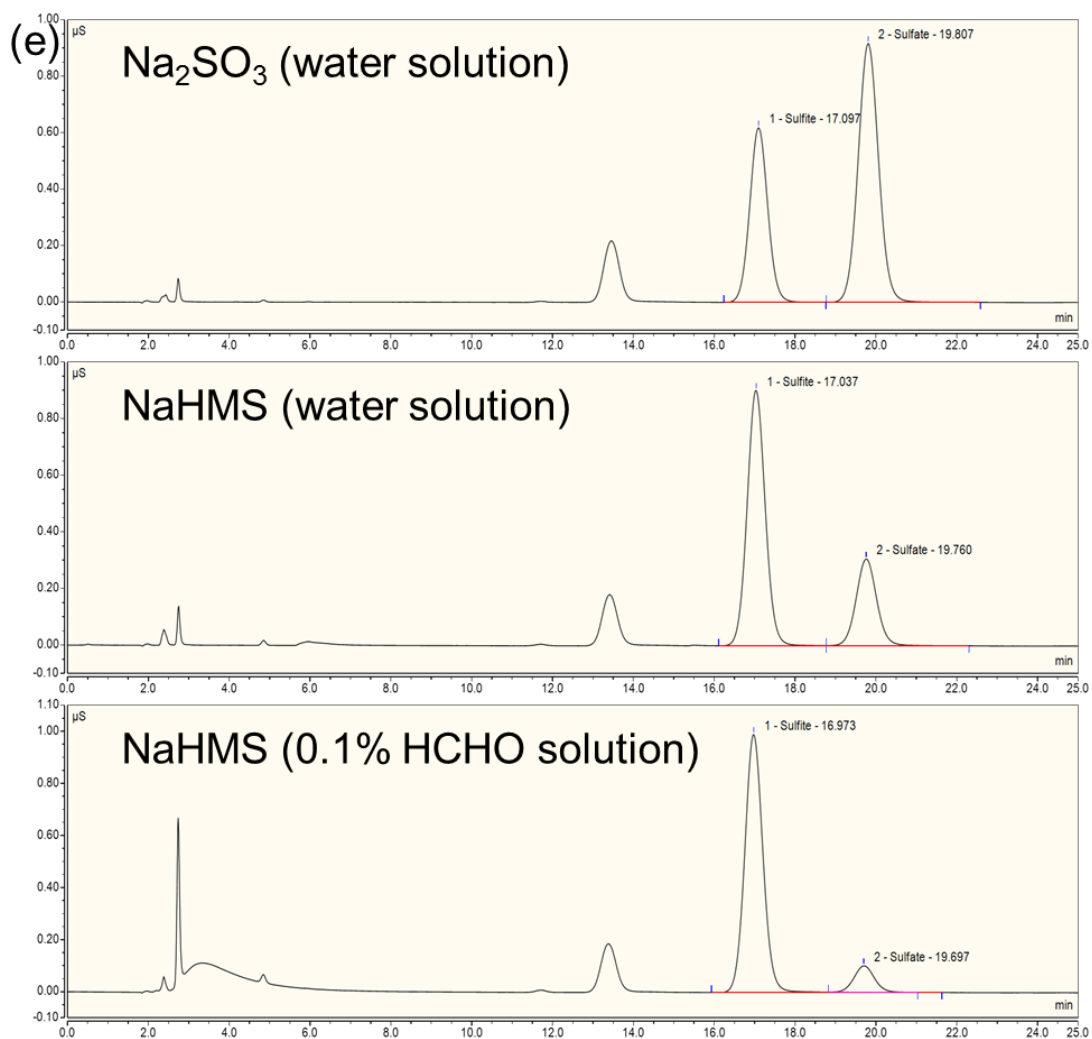 (e)
µS
Na₂SO₃ (water solution)
1 - Sulfite - 17.097
2 - Sulfate - 19.807
1.00
0.80
0.60
0.40
0.20
0.00
-0.10
min
0.0 2.0 4.0 6.0 8.0 10.0 12.0 14.0 16.0 18.0 20.0 22.0 24.0 25.0
µS
NaHMS (water solution)
1 - Sulfite - 17.037
2 - Sulfate - 19.760
1.00
0.80
0.60
0.40
0.20
0.00
-0.10
min
0.0 2.0 4.0 6.0 8.0 10.0 12.0 14.0 16.0 18.0 20.0 22.0 24.0 25.0
µS
NaHMS (0.1% HCHO solution)
1 - Sulfite - 16.973
2 - Sulfate - 19.697
1.10
1.00
0.80
0.60
0.40
0.20
0.00
-0.10
min
0.0 2.0 4.0 6.0 8.0 10.0 12.0 14.0 16.0 18.0 20.0 22.0 24.0 25.0